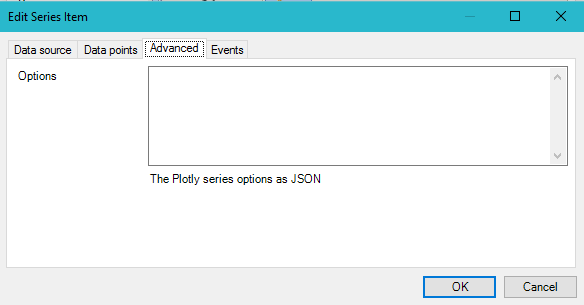 Edit Series Item
Data source Data points Advanced Events
Options
The Plotly series options as JSON
OK Cancel